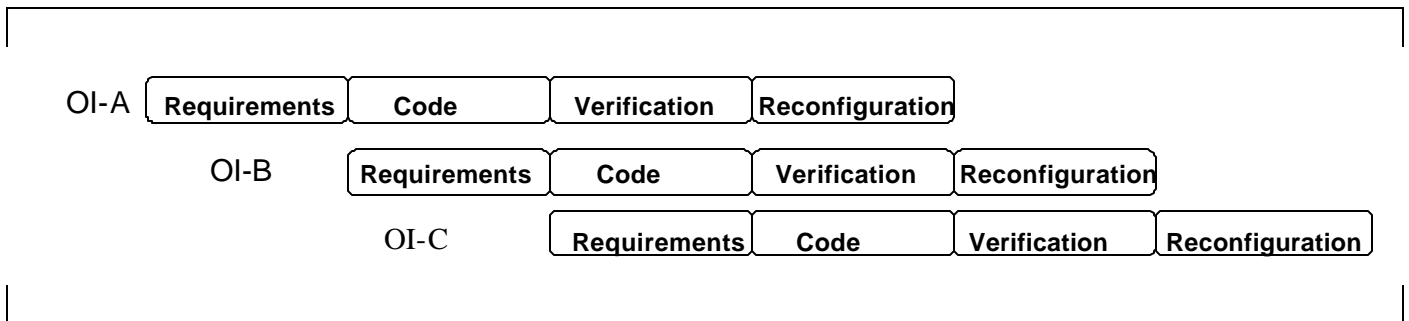 OI-A Requirements Code Verification Reconfiguration
OI-B Requirements Code Verification Reconfiguration
OI-C Requirements Code Verification Reconfiguration